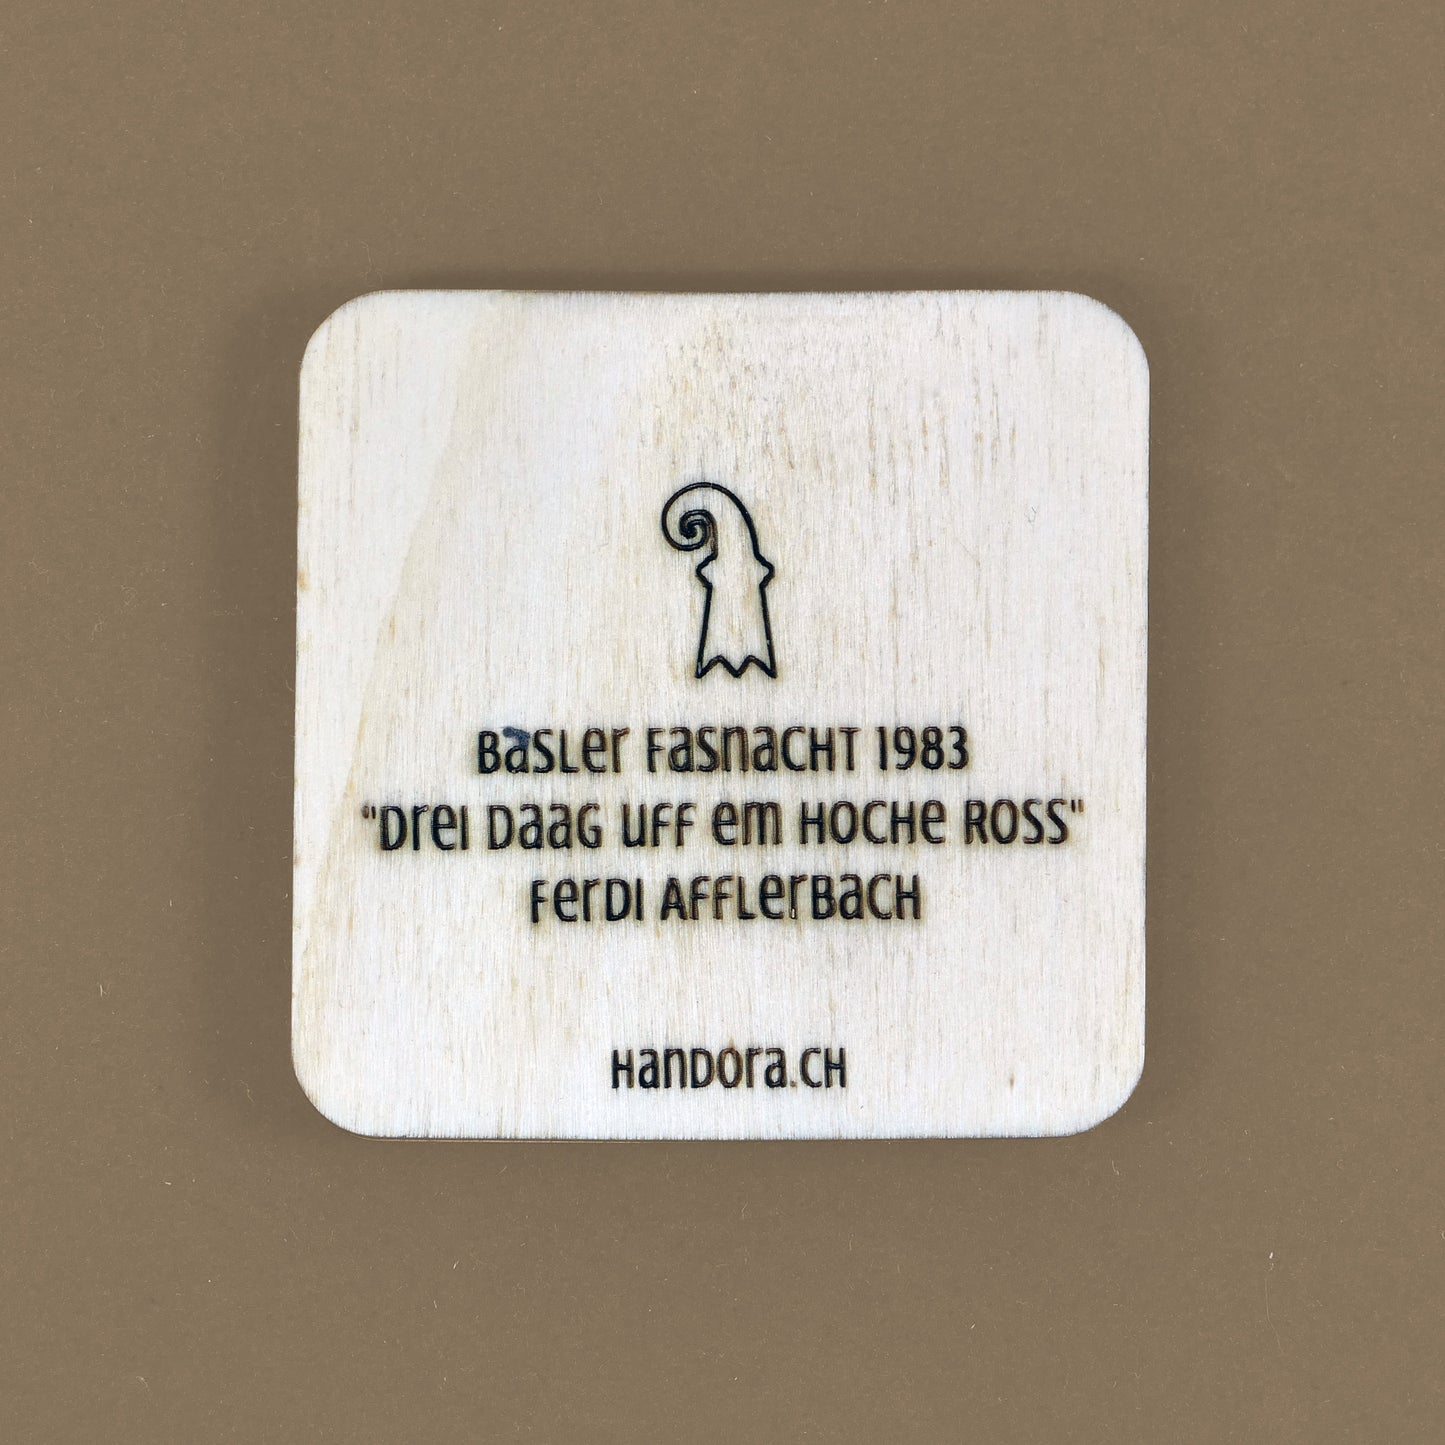 Basler Fasnacht 1983
"Drei Daag uff em hoche Ross"
Ferdi Afflerbach
Handora.ch